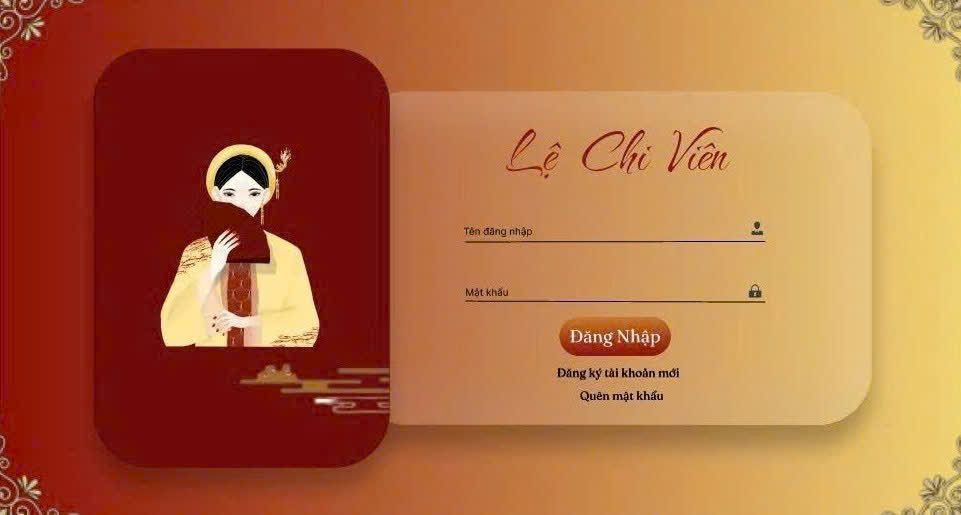 Lệ Chi Viên
Tên đăng nhập
Mật khẩu
Đăng Nhập
Đăng ký tài khoản mới
Quên mật khẩu